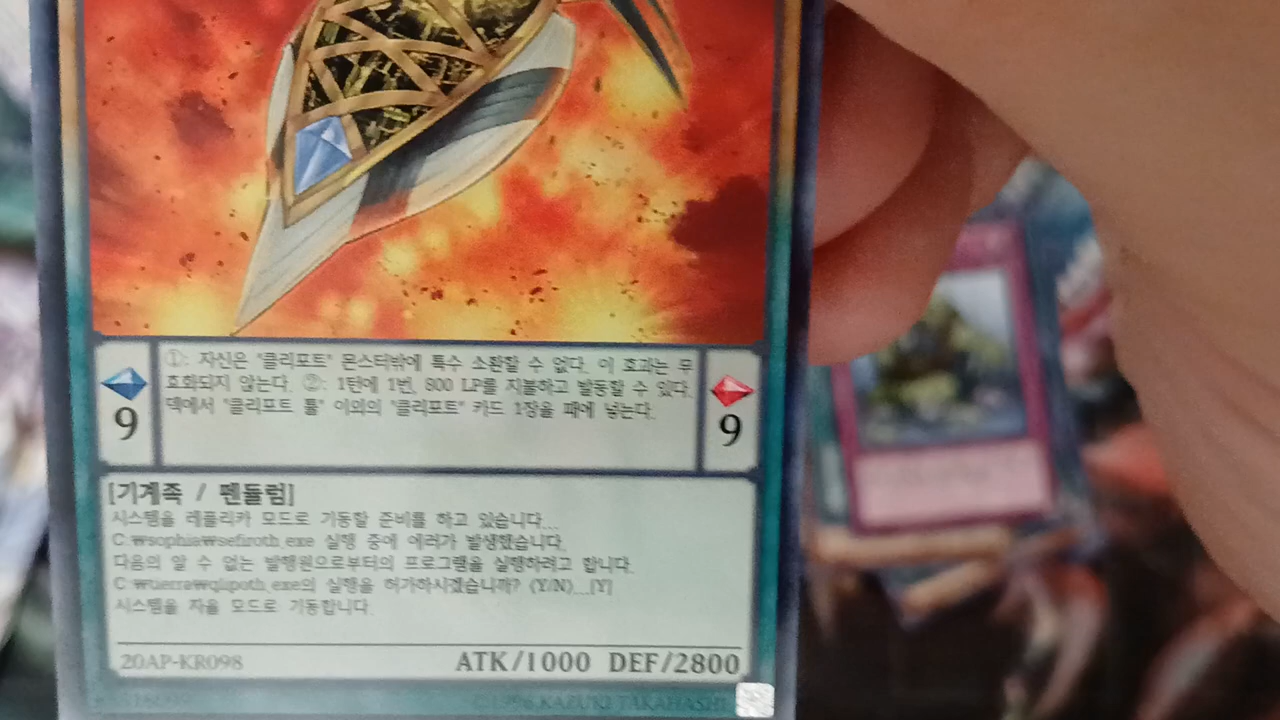 ①: 자신은 "클리포트" 몬스터밖에 특수 소환할 수 없다. 이 효과는 무
효화되지 않는다. ②: 1턴에 1번, 800 LP를 지불하고 발동할 수 있다.
덱에서 "클리포트 툴" 이외의 "클리포트" 카드 1장을 패에 넣는다.
9
9
[기계족 / 펜듈럼]
시스템을 레플리카 모드로 기동할 준비를 하고 있습니다...
C:₩sophia₩sefiroth.exe 실행 중에 에러가 발생했습니다.
다음의 알 수 없는 발행원으로부터의 프로그램을 실행하려고 합니다.
C:₩tierra₩qliphoth.exe의 실행을 허가하시겠습니까? 〈Y/N〉...[Y]
시스템을 자율 모드로 기동합니다.
20AP-KR098
ATK/1000 DEF/2800
©1996 KAZUKI TAKAHASHI